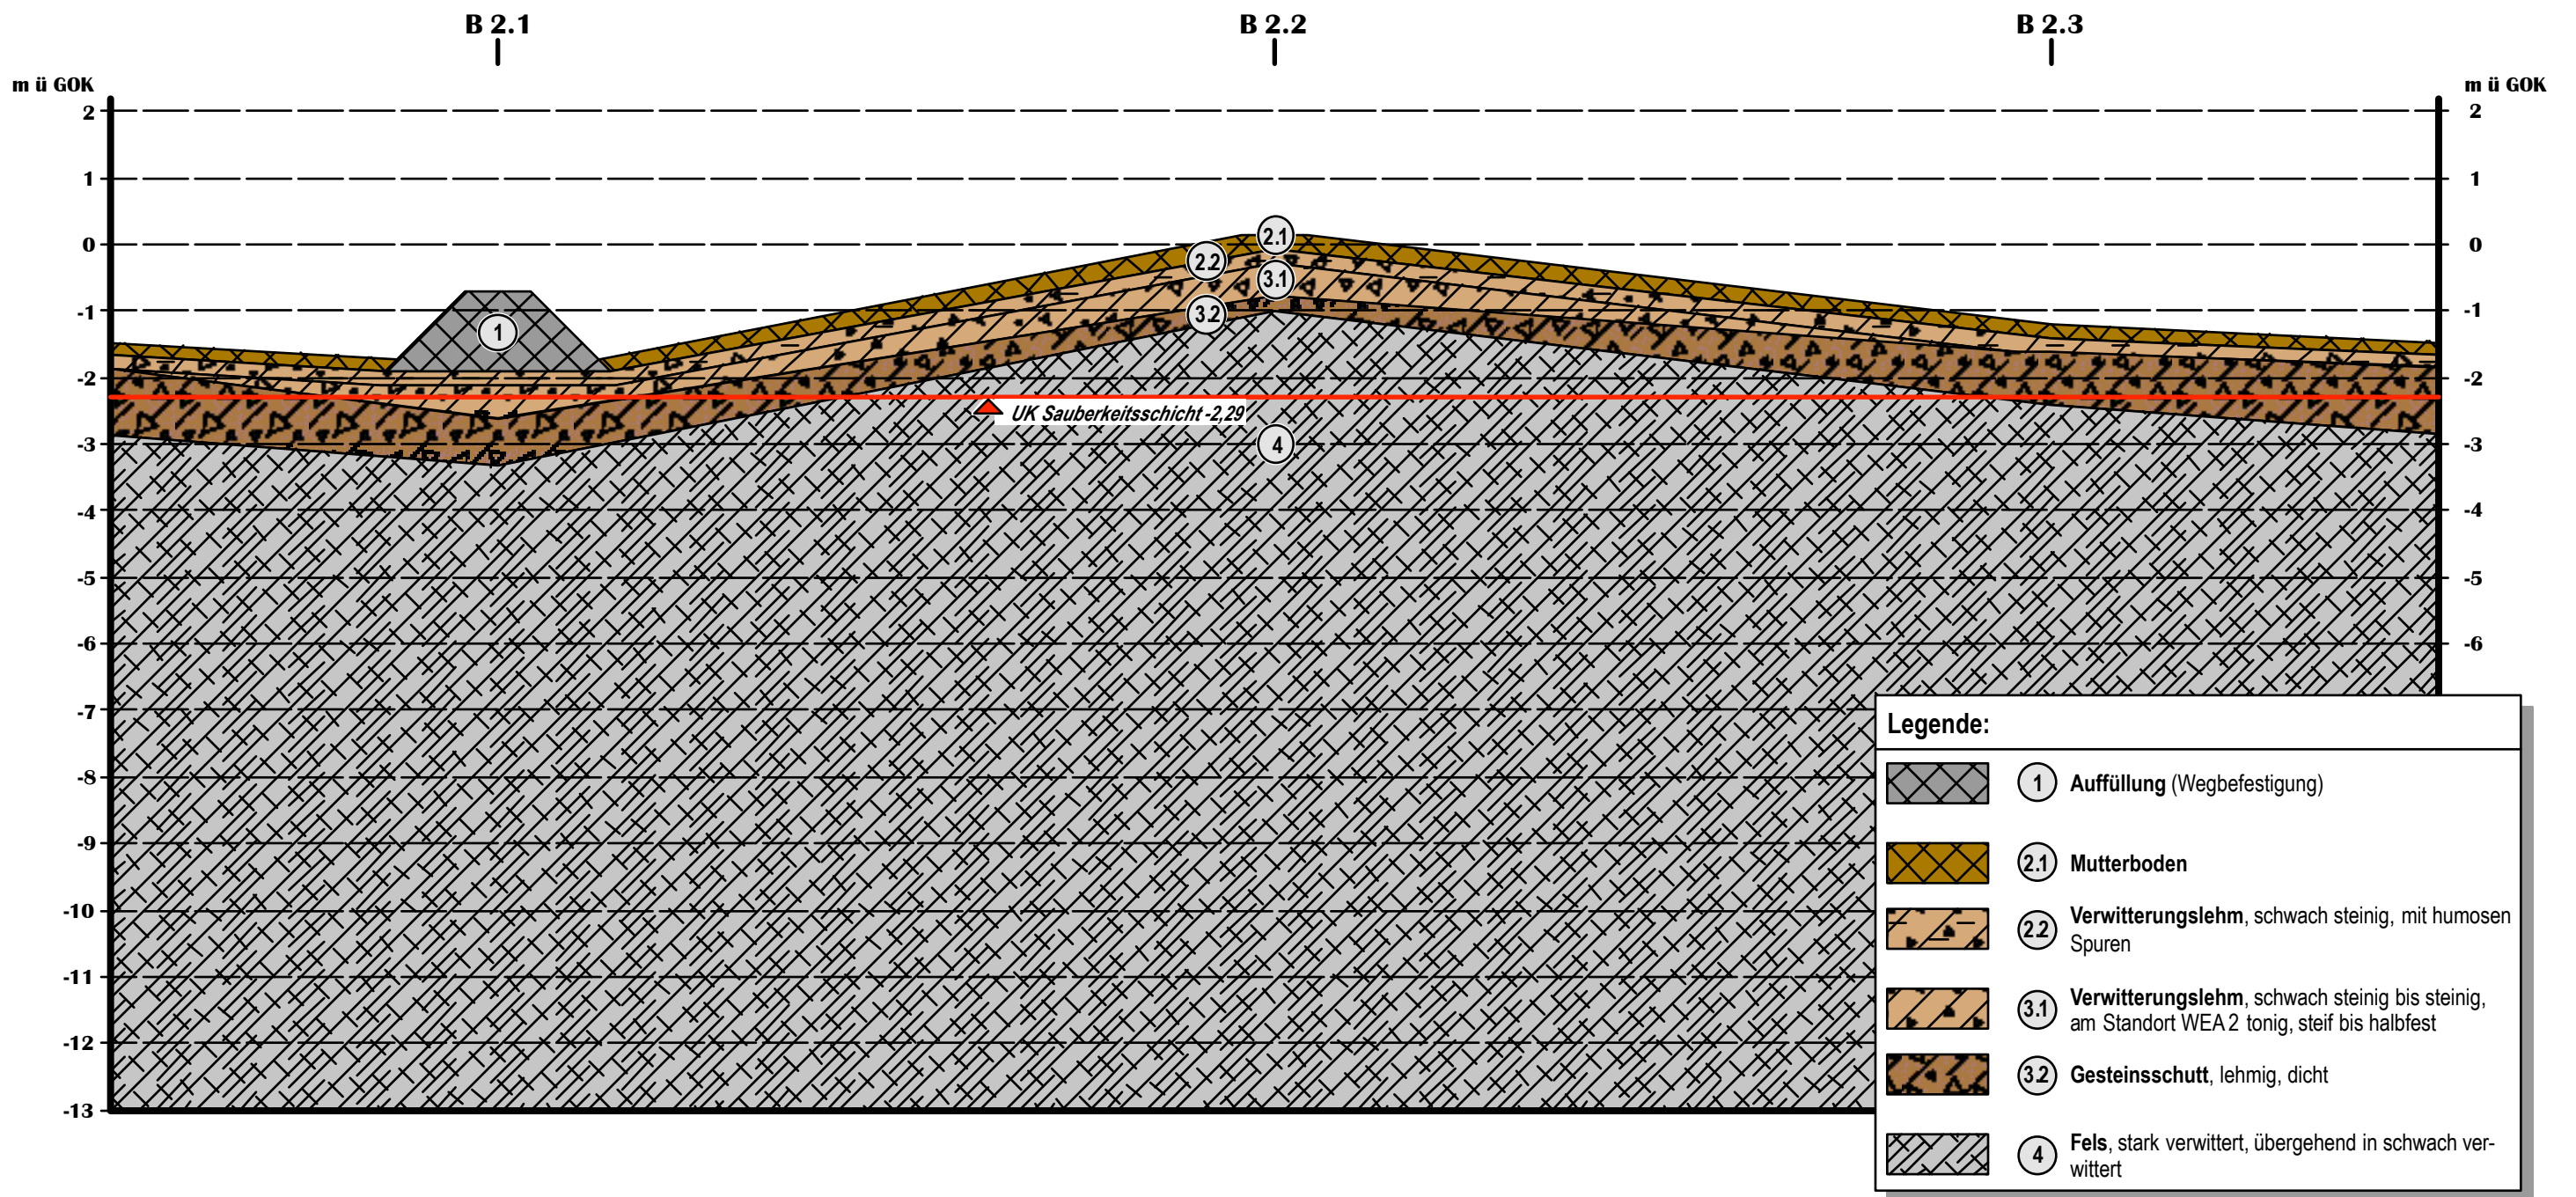 B 2.1 B 2.2 B 2.3
m ü GOK m ü GOK
2 2
1 1
0 0
-1 -1
-2 -2
-3 -3
-4 -4
-5 -5
-6 -6
-7
-8
-9
-10
-11
-12
-13
2.1
2.2
3.1
3.2
1
UK Sauberkeitsschicht -2,29
4
Legende:
1 Auffüllung (Wegbefestigung)
2.1 Mutterboden
2.2 Verwitterungslehm, schwach steinig, mit humosen
Spuren
3.1 Verwitterungslehm, schwach steinig bis steinig,
am Standort WEA 2 tonig, steif bis halbfest
3.2 Gesteinsschutt, lehmig, dicht
4 Fels, stark verwittert, übergehend in schwach ver-
wittert